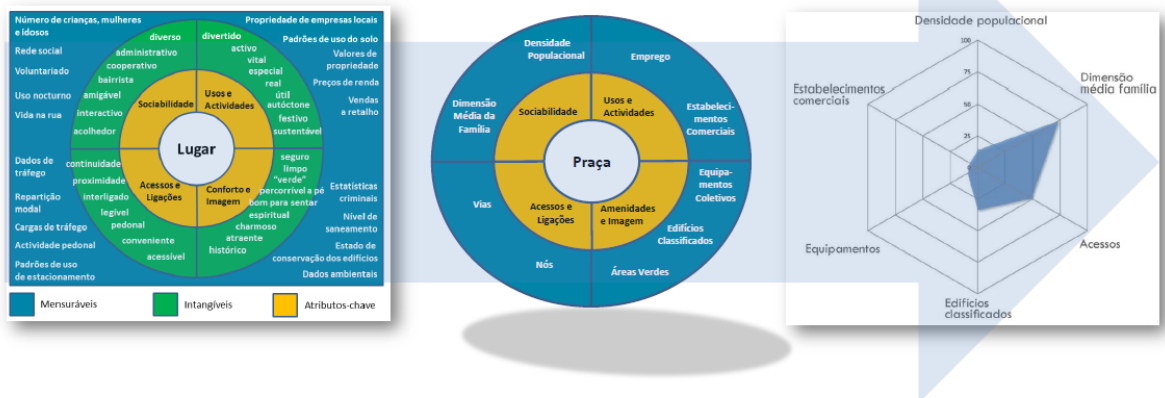 Número de crianças, mulheres
e idosos
Rede social
Voluntariado
Uso nocturno
Vida na rua
Dados de
tráfego
Repartição
modal
Cargas de tráfego
Actividade pedonal
Padrões de uso
de estacionamento
Propriedade de empresas locais
Padrões de uso do solo
Valores de
propriedade
Preços de renda
Vendas
a retalho
Estatísticas
criminais
Nível de
saneamento
Estado de
conservação dos edifícios
Dados ambientais
diverso
administrativo
cooperativo
bairrista
amigável
interactivo
acolhedor
divertido
activo
vital
especial
real
útil
autóctone
festivo
sustentável
continuidade
proximidade
interligado
legível
pedonal
conveniente
acessível
seguro
limpo
"verde"
percorrível a pé
bom para sentar
espiritual
charmoso
atraente
histórico
Sociabilidade
Usos e
Actividades
Lugar
Acessos e
Ligações
Conforto e
Imagem
Mensuráveis
Intangíveis
Atributos-chave
Densidade
Populacional
Emprego
Dimensão
Média da
Família
Estabeleci-
mentos
Comerciais
Sociabilidade
Usos e
Actividades
Praça
Acessos e
Ligações
Amenidades
e Imagem
Vias
Equipa-
mentos
Coletivos
Edifícios
Classificados
Nós
Áreas Verdes
Densidade populacional
100
75
50
25
Estabelecimentos
comerciais
Dimensão
média família
Equipamentos
Acessos
Edifícios
classificados